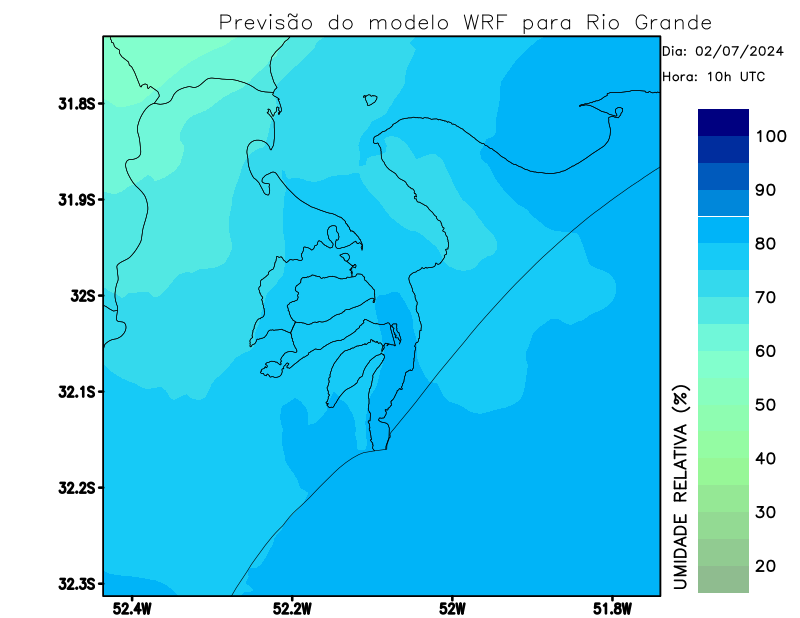 Previsão do modelo WRF para Rio Grande
Dia: 02/07/2024
Hora: 10h UTC
31.8S
31.9S
32S
32.1S
32.2S
32.3S
52.4W
52.2W
52W
51.8W
100
90
80
70
60
50
40
30
20
UMIDADE RELATIVA (%)